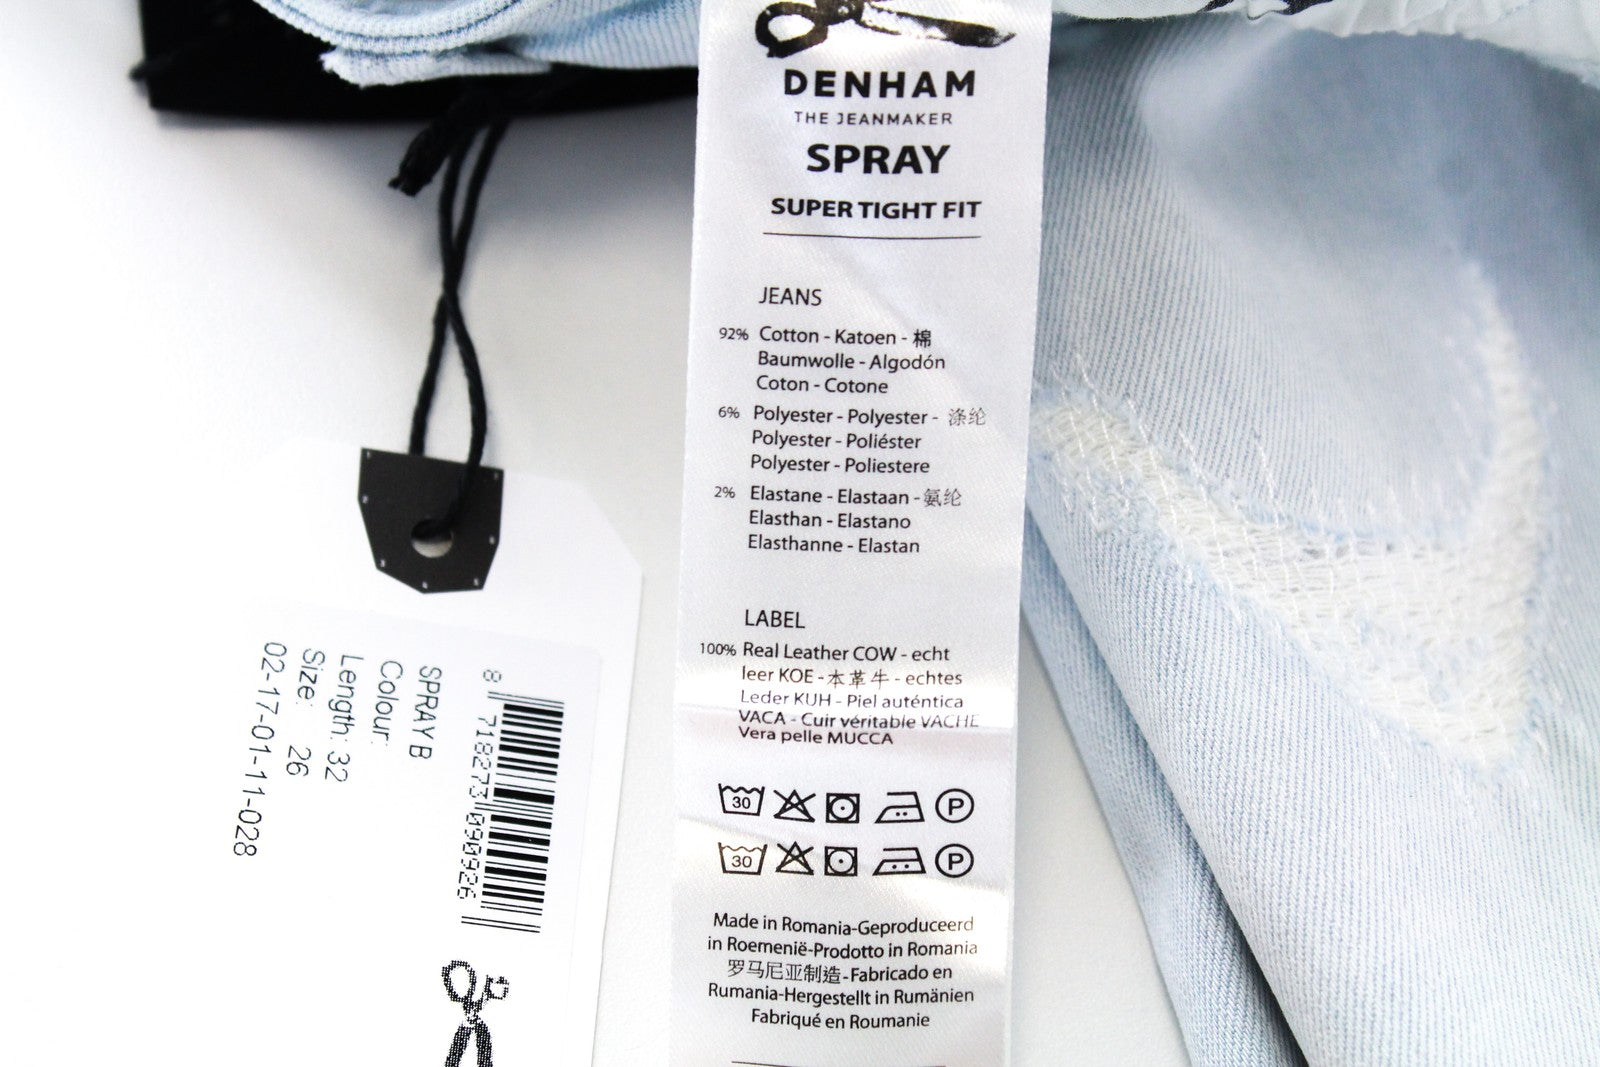 DENHAM
THE JEANMAKER
SPRAY
SUPER TIGHT FIT
JEANS
92% Cotton - Katoen - 棉
Baumwolle - Algodón
Coton - Cotone
6% Polyester - Polyester - 涤纶
Polyester - Poliéster
Polyester - Poliestere
2% Elastane - Elastaan - 氨纶
Elasthan - Elastano
Elasthanne - Elastan
LABEL
100% Real Leather COW - echt
leer KOE - 本革牛 - echtes
Leder KUH - Piel auténtica
VACA - Cuir véritable VACHE
Vera pelle MUCCA
30 P
30 P
Made in Romania-Geproduceerd
in Roemenië-Prodotto in Romania
罗马尼亚制造-Fabricado en
Rumania-Hergestellt in Rumänien
Fabriqué en Roumanie
8 718273 090926
SPRAY B
Colour:
Length: 32
Size: 26
02-17-01-11-028